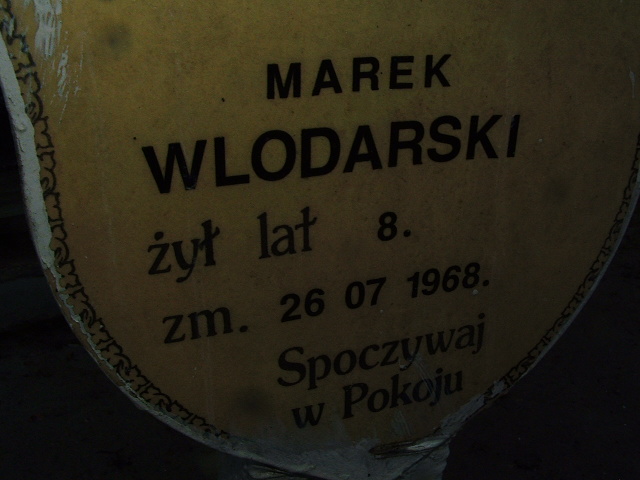 MAREK
WLODARSKI
żył lat 8.
zm. 26 07 1968.
Spoczywaj
w Pokoju